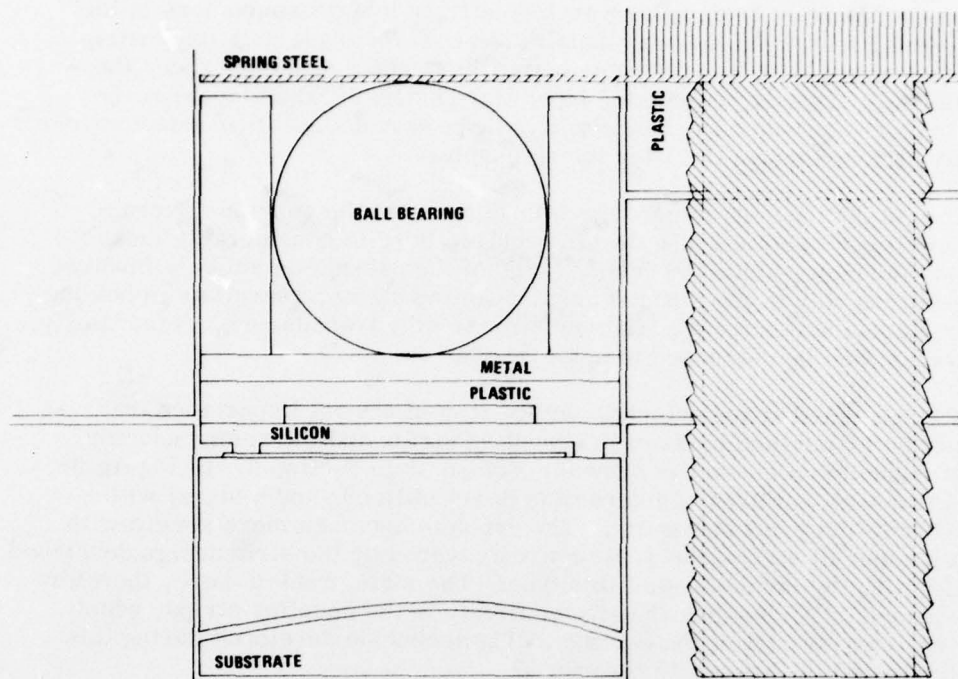 SPRING STEEL
PLASTIC
BALL BEARING
METAL
PLASTIC
SILICON
SUBSTRATE